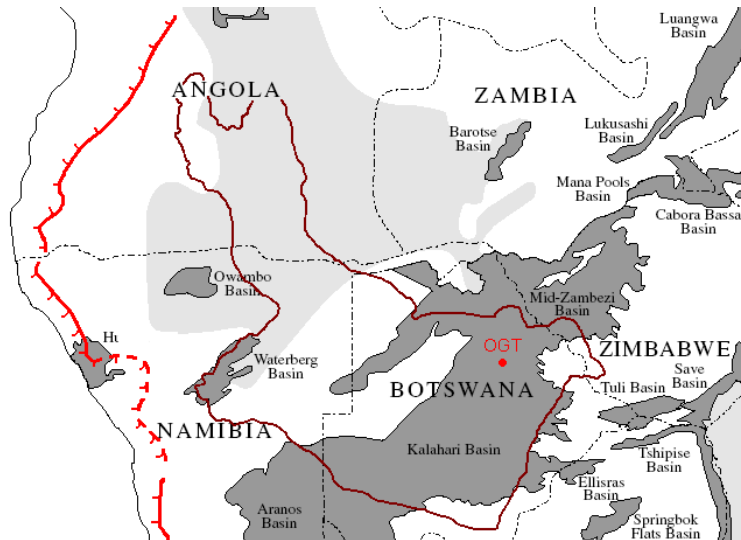 Luangwa
Basin
ANGOLA
ZAMBIA
Barotse
Basin
Lukusashi
Basin
Mana Pools
Basin
Cabora Bassa
Basin
Owambo
Basin
Mid-Zambezi
Basin
Hu
Waterberg
Basin
OGT
ZIMBABWE
Save
Basin
Tuli Basin
BOTSWANA
NAMIBIA
Kalahari Basin
Tshipise
Basin
Ellisras
Basin
Aranos
Basin
Springbok
Flats Basin